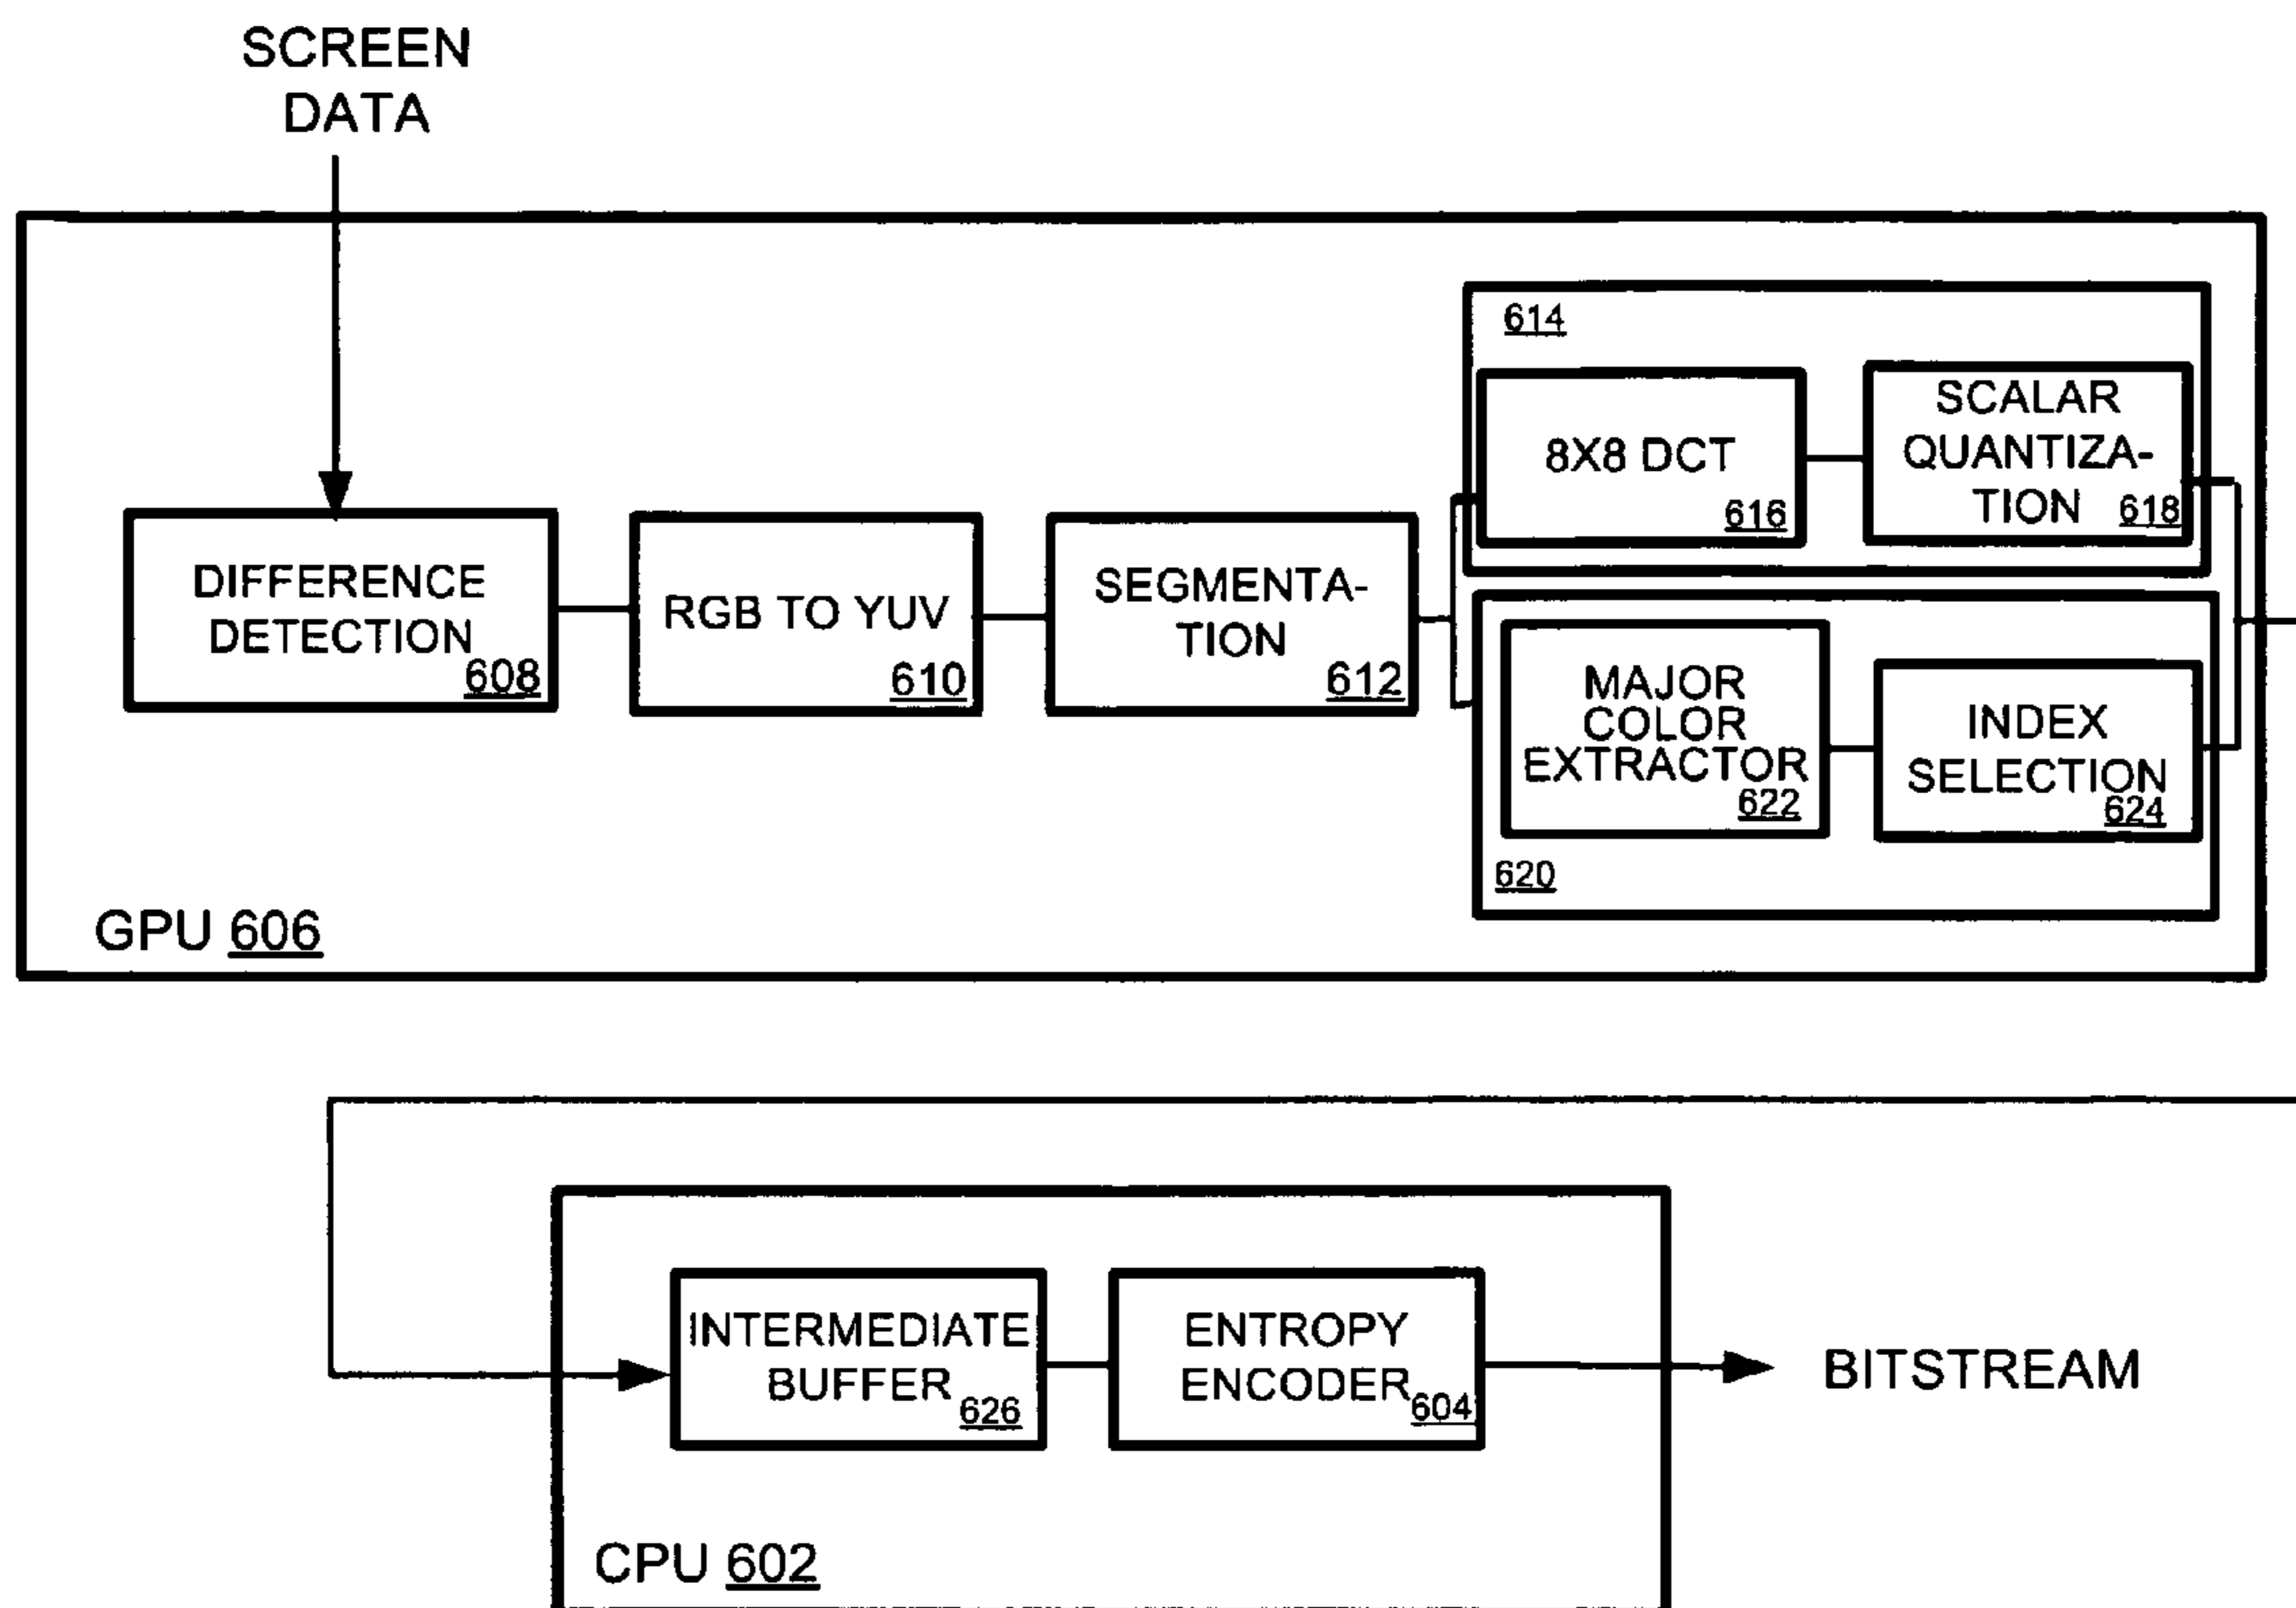 SCREEN
DATA
DIFFERENCE
DETECTION
608
RGB TO YUV
610
SEGMENTA-
TION
612
614
8X8 DCT
616
SCALAR
QUANTIZA-
TION
618
MAJOR
COLOR
EXTRACTOR
622
INDEX
SELECTION
624
620
GPU 606
INTERMEDIATE
BUFFER
626
ENTROPY
ENCODER
604
BITSTREAM
CPU 602